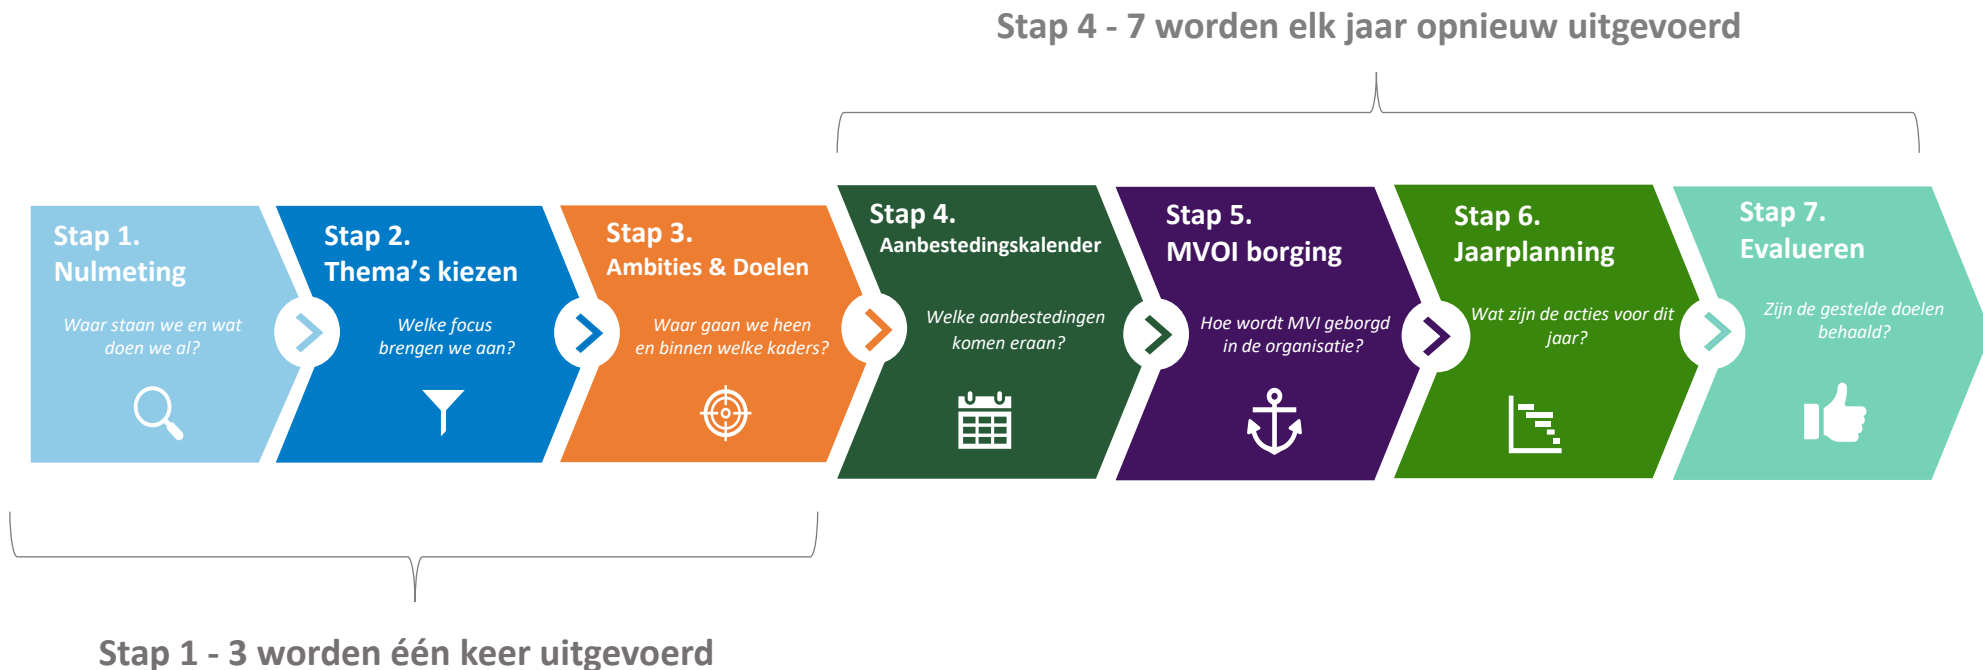 Stap 4 - 7 worden elk jaar opnieuw uitgevoerd
Stap 1.
Nulmeting
Waar staan we en wat
doen we al?
Stap 2.
Thema's kiezen
Welke focus
brengen we aan?
Stap 3.
Ambities & Doelen
Waar gaan we heen
en binnen welke kaders?
Stap 4.
Aanbestedingskalender
Welke aanbestedingen
komen eraan?
Stap 5.
MVOI borging
Hoe wordt MVI geborgd
in de organisatie?
Stap 6.
Jaarplanning
Wat zijn de acties voor dit
jaar?
Stap 7.
Evalueren
Zijn de gestelde doelen
behaald?
Stap 1 - 3 worden één keer uitgevoerd